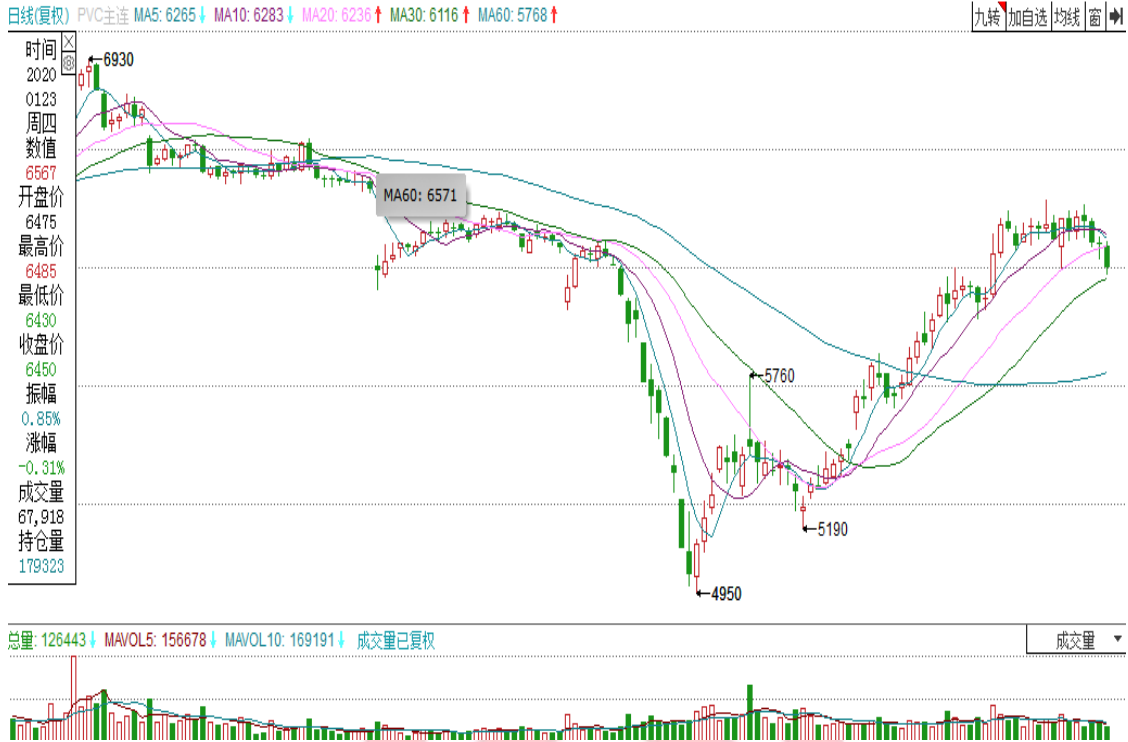 日线(复权) PVC主连 MA5: 6265↓ MA10: 6283↓ MA20: 6236↑ MA30: 6116↑ MA60: 5768↑ 九转 加自选 均线 窗
时间
2020
0123
周四
数值
6567
开盘价
6475
最高价
6485
最低价
6430
收盘价
6450
振幅
0.85%
涨幅
-0.31%
成交量
67,918
持仓量
179323
6930
MA60: 6571
5760
5190
4950
总量: 126443↓ MAVOL5: 156678↓ MAVOL10: 169191↓ 成交量已复权 成交量